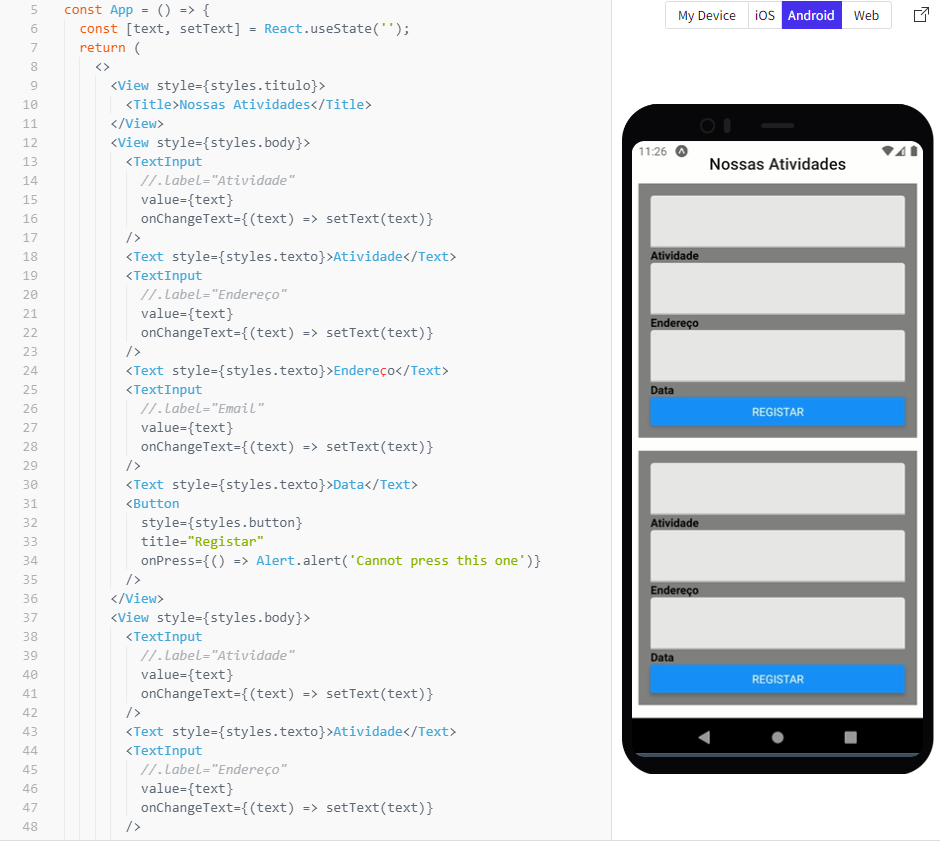 5 const App = () => {
6 const [text, setText] = React.useState('');
7 return (
8 <>
9 <View style={styles.titulo}>
10 <Title>Nossas Atividades</Title>
11 </View>
12 <View style={styles.body}>
13 <TextInput
14 //.label="Atividade"
15 value={text}
16 onChangeText={(text) => setText(text)}
17 />
18 <Text style={styles.texto}>Atividade</Text>
19 <TextInput
20 //.label="Endereço"
21 value={text}
22 onChangeText={(text) => setText(text)}
23 />
24 <Text style={styles.texto}>Endereço</Text>
25 <TextInput
26 //.label="Email"
27 value={text}
28 onChangeText={(text) => setText(text)}
29 />
30 <Text style={styles.texto}>Data</Text>
31 <Button
32 style={styles.button}
33 title="Registar"
34 onPress={() => Alert.alert('Cannot press this one')}
35 />
36 </View>
37 <View style={styles.body}>
38 <TextInput
39 //.label="Atividade"
40 value={text}
41 onChangeText={(text) => setText(text)}
42 />
43 <Text style={styles.texto}>Atividade</Text>
44 <TextInput
45 //.label="Endereço"
46 value={text}
47 onChangeText={(text) => setText(text)}
48 />
My Device iOS Android Web
11:26
Nossas Atividades
Atividade
Endereço
Data
REGISTAR
Atividade
Endereço
Data
REGISTAR